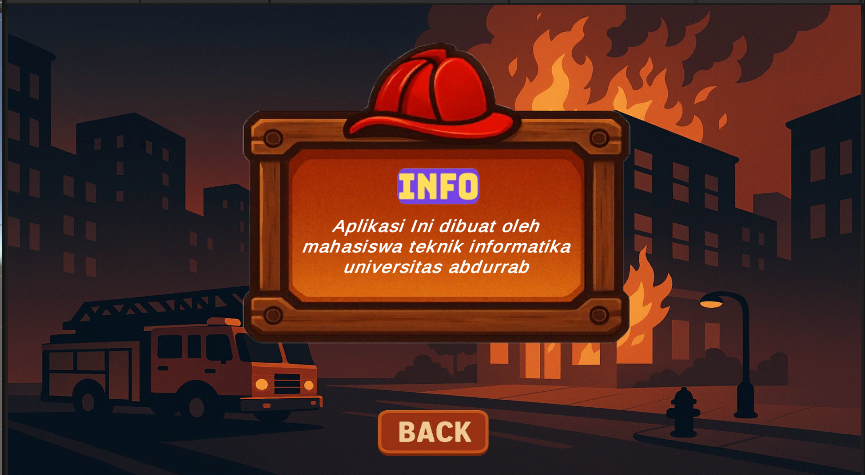 INFO
Aplikasi Ini dibuat oleh
mahasiswa teknik informatika
universitas abdurrab
BACK